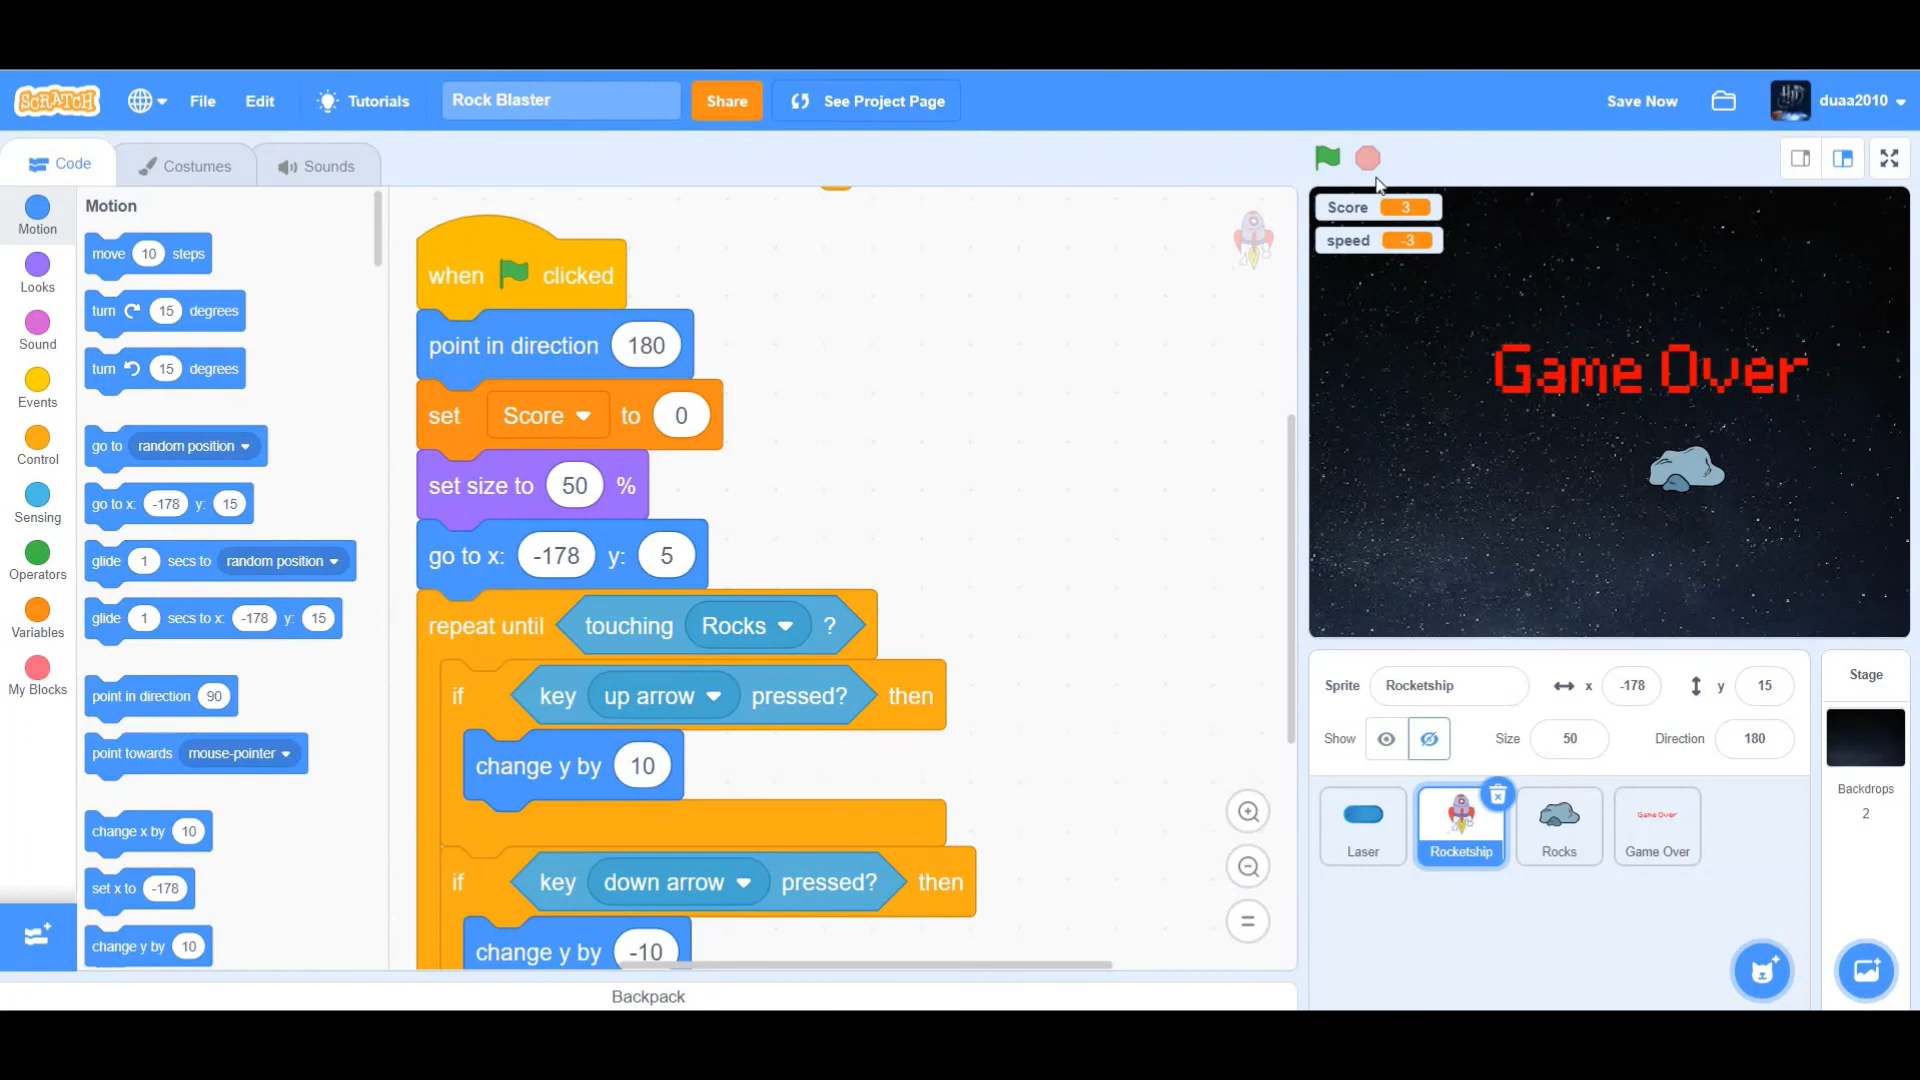 SCRATCH File Edit Tutorials Rock Blaster Share See Project Page Save Now duaa2010
Code Costumes Sounds
Motion
Looks
Sound
Events
Control
Sensing
Operators
Variables
My Blocks
Motion
move 10 steps
turn 15 degrees
turn 15 degrees
go to random position
go to x: -178 y: 15
glide 1 secs to random position
glide 1 secs to x: -178 y: 15
point in direction 90
point towards mouse-pointer
change x by 10
set x to -178
change y by 10
when clicked
point in direction 180
set Score to 0
set size to 50 %
go to x: -178 y: 5
repeat until touching Rocks ?
if key up arrow pressed? then
change y by 10
if key down arrow pressed? then
change y by -10
Backpack
Score 3
speed -3
Game Over
Sprite Rocketship x -178 y 15
Show Size 50 Direction 180
Laser
Rocketship
Rocks
Game Over
Game Over
Stage
Backdrops
2